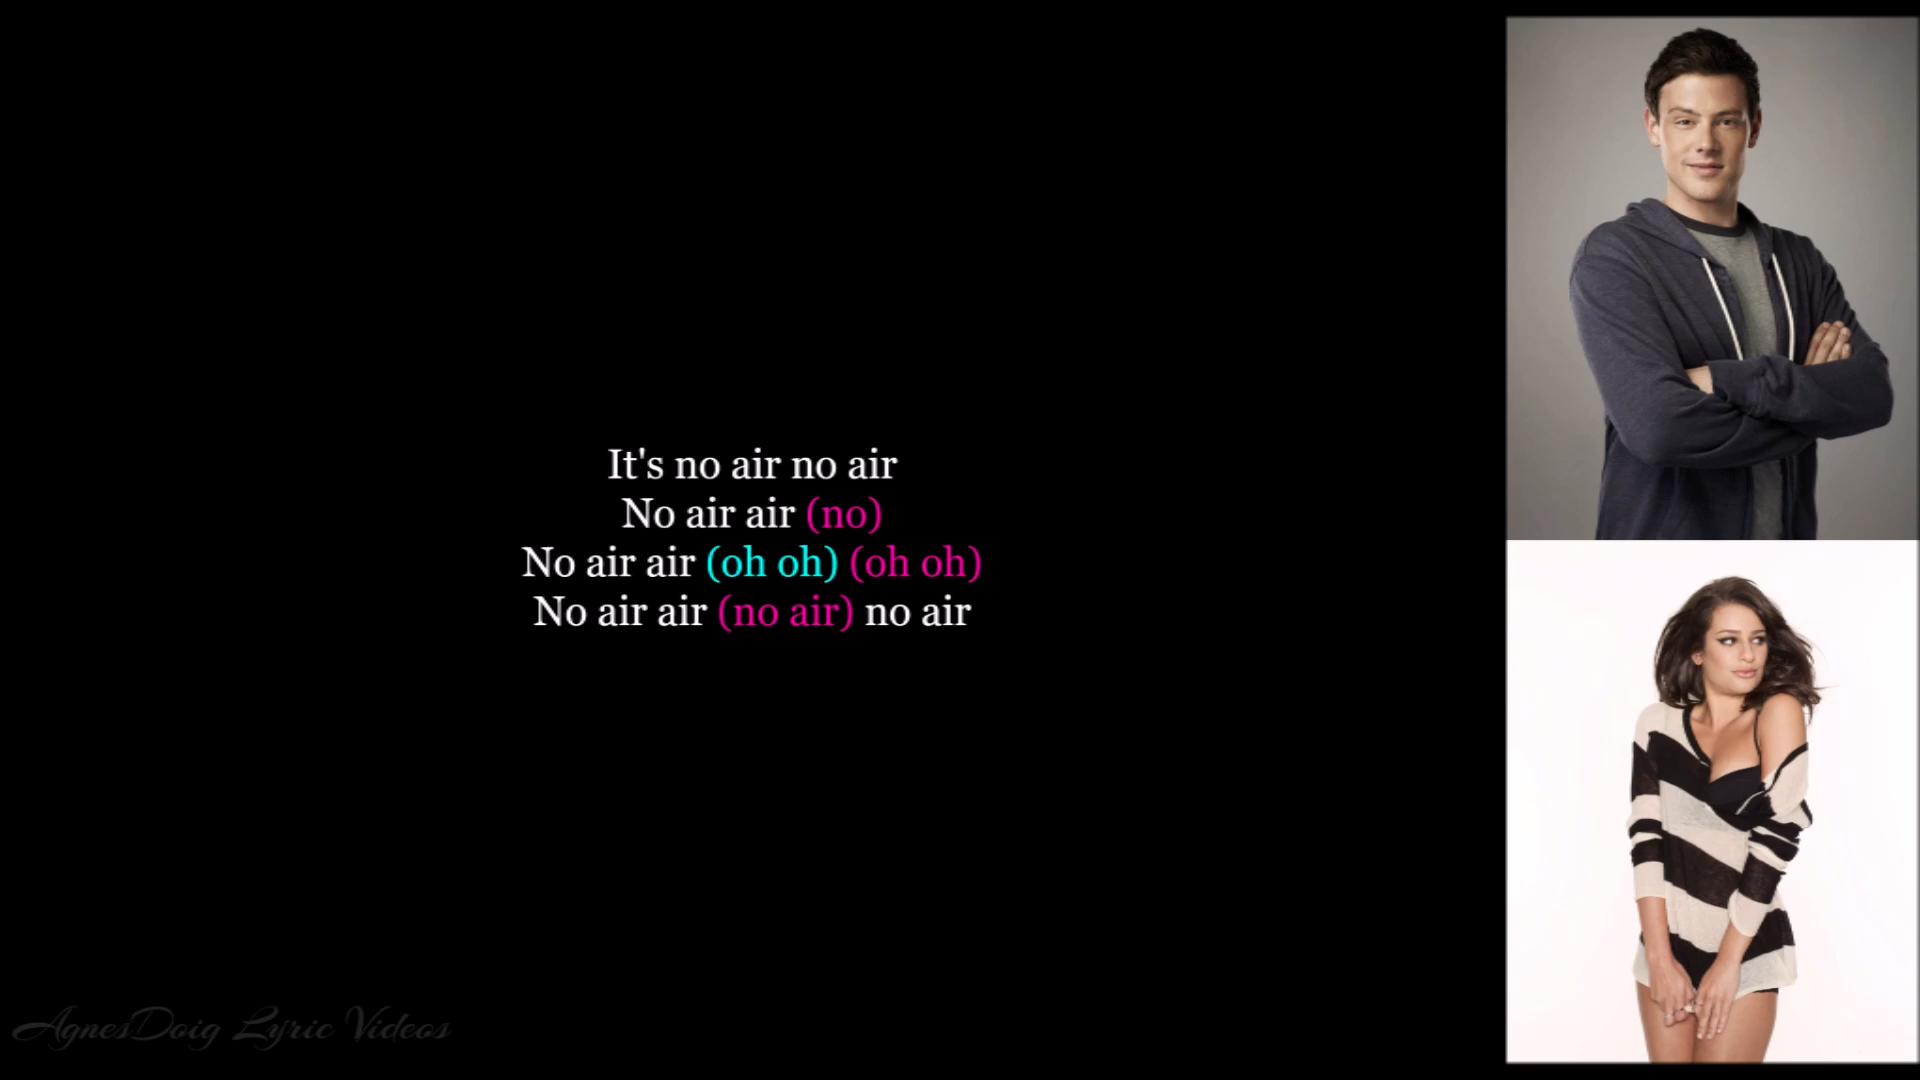 It's no air no air
No air air (no)
No air air (oh oh) (oh oh)
No air air (no air) no air
AgnesDoig Lyric Videos